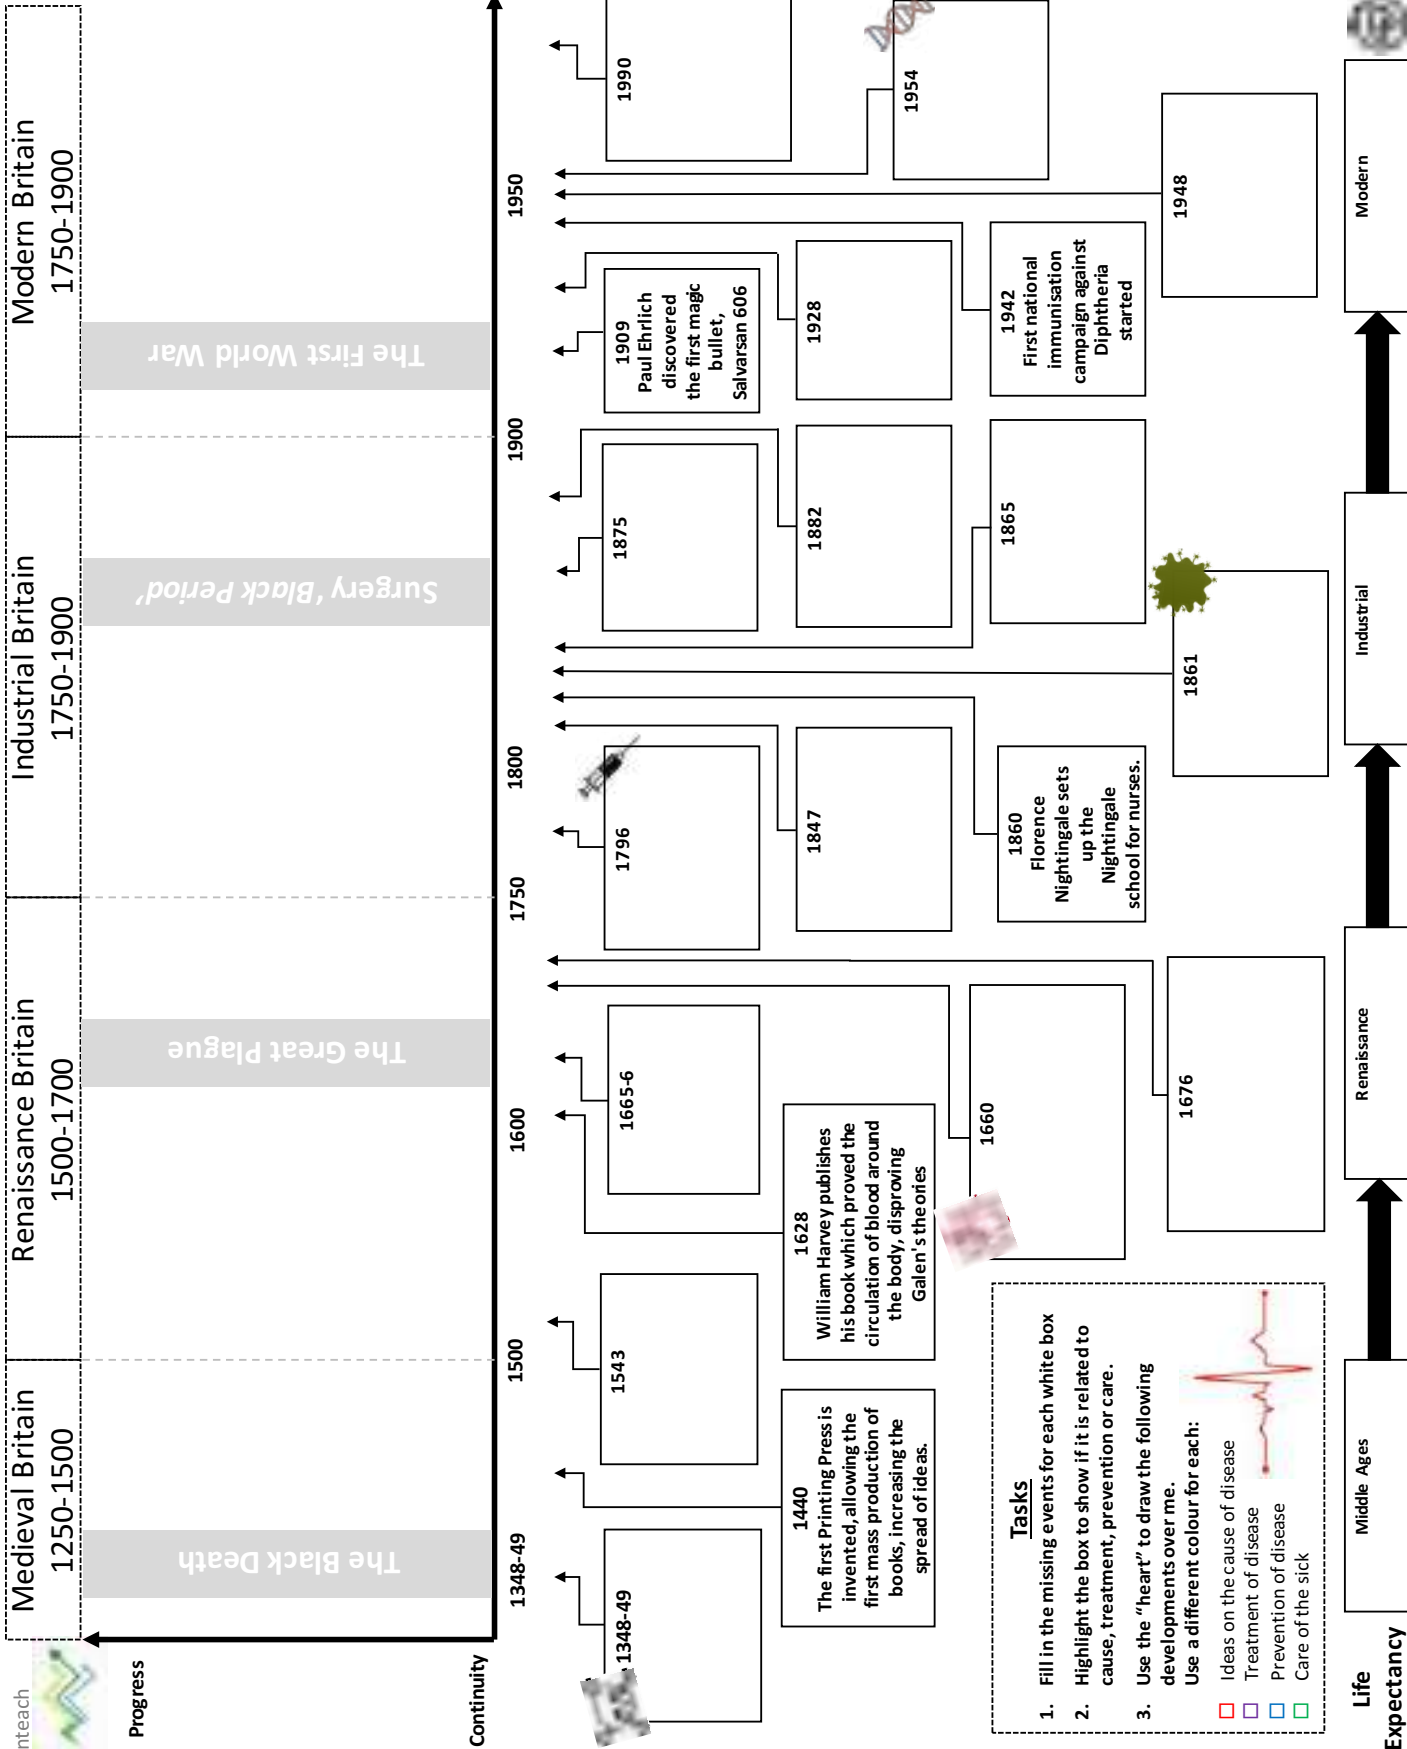 nteach
Medieval Britain
1250-1500
Renaissance Britain
1500-1700
Industrial Britain
1750-1900
Modern Britain
1750-1900
Progress
Continuity
The Black Death
The Great Plague
Surgery ‘Black Period’
The First World War
1348-49
1500
1600
1750
1800
1900
1950
1348-49
1440
The first Printing Press is
invented, allowing the
first mass production of
books, increasing the
spread of ideas.
1543
1628
William Harvey publishes
his book which proved the
circulation of blood around
the body, disproving
Galen's theories
1665-6
1660
1676
1796
1847
1860
Florence
Nightingale sets
up the
Nightingale
school for nurses.
1861
1875
1882
1865
1909
Paul Ehrlich
discovered
the first magic
bullet,
Salvarsan 606
1928
1942
First national
immunisation
campaign against
Diphtheria
started
1948
1954
1990
Tasks
1. Fill in the missing events for each white box
2. Highlight the box to show if it is related to
cause, treatment, prevention or care.
3. Use the “heart” to draw the following
developments over me.
Use a different colour for each:
Ideas on the cause of disease
Treatment of disease
Prevention of disease
Care of the sick
Life
Expectancy
Middle Ages
Renaissance
Industrial
Modern